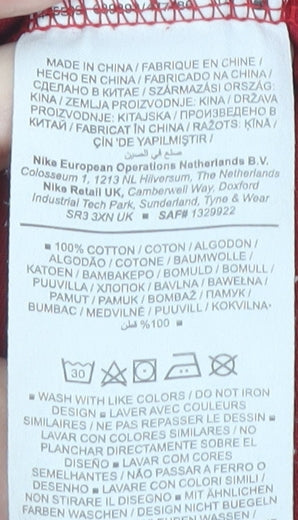 MADE IN CHINA / FABRIQUE EN CHINE /
HECHO EN CHINA / FABRICADO NA CHINA /
СДЕЛАНО В КИТАЕ / SZÁRMAZÁSI ORSZÁG:
KÍNA / ZEMLJA PROIZVODNJE: KINA / DRŽAVA
PROIZVODNJE: KITAJSKA / ПРОИЗВЕДЕНО В
КИТАЙ / FABRICAT ÎN CHINA / RAŽOTS: ĶĪNA /
ÇİN 'DE YAPILMIŞTIR /
صنع في الصين
Nike European Operations Netherlands B.V.
Colosseum 1, 1213 NL Hilversum, The Netherlands
Nike Retail UK, Camberwell Way, Doxford
Industrial Tech Park, Sunderland, Tyne & Wear
SR3 3XN UK ■ SAF# 1329922
■ 100% COTTON / COTON / ALGODON /
ALGODÃO / COTONE / BAUMWOLLE /
KATOEN / ΒΑΜΒΑΚΕΡΟ / BOMULD / BOMULL /
PUUVILLA / ХЛОПОК / BAVLNA / BAWEŁNA /
PAMUT / PAMUK / BOMBAŽ / ПАМУК /
BUMBAC / MEDVILNĖ / PUUVILL / KOKVILNA
100% قطن ■
30
■ WASH WITH LIKE COLORS / DO NOT IRON
DESIGN ■ LAVER AVEC COULEURS
SIMILAIRES / NE PAS REPASSER LE DESSIN ■
LAVAR CON COLORES SIMILARES / NO
PLANCHAR DIRECTAMENTE SOBRE EL
DISEÑO ■ LAVAR COM CORES
SEMELHANTES / NÃO PASSAR A FERRO O
DESENHO ■ LAVARE CON COLORI SIMILI /
NON STIRARE IL DISEGNO ■ MIT ÄHNLICHEN
FARBEN WASCHEN / DESIGN NICHT BUEGELN